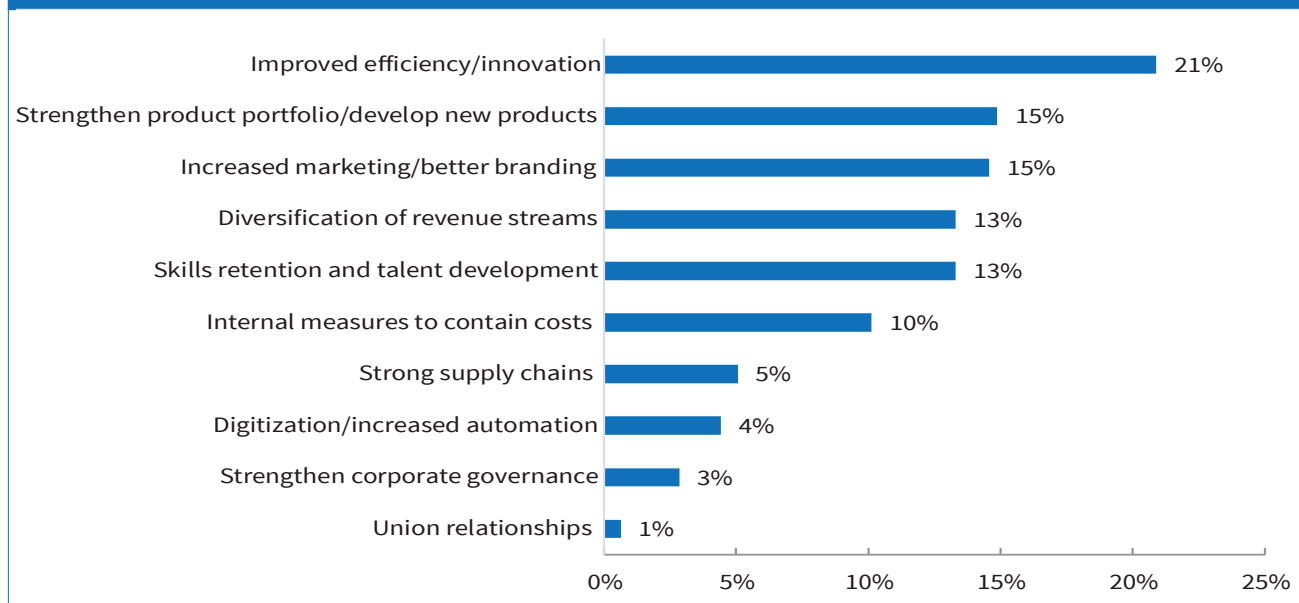 Improved efficiency/innovation 21%
Strengthen product portfolio/develop new products 15%
Increased marketing/better branding 15%
Diversification of revenue streams 13%
Skills retention and talent development 13%
Internal measures to contain costs 10%
Strong supply chains 5%
Digitization/increased automation 4%
Strengthen corporate governance 3%
Union relationships 1%
0% 5% 10% 15% 20% 25%